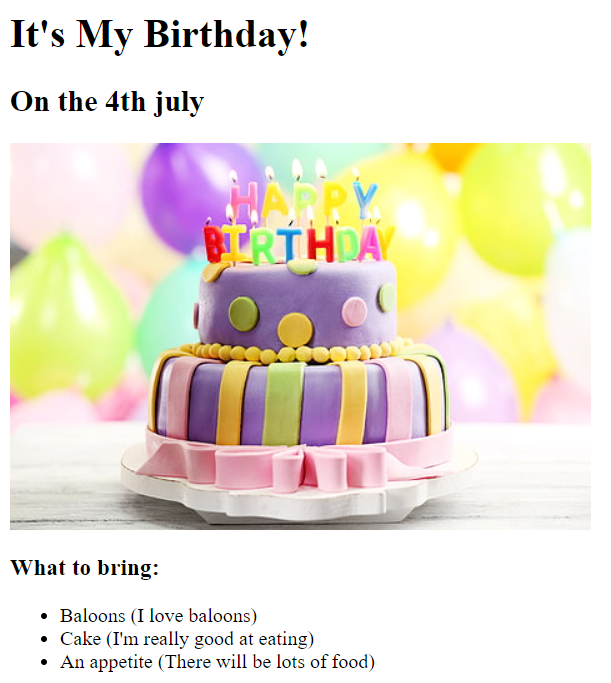 It's My Birthday!
On the 4th july
HAPPY
BIRTHDAY
What to bring:
Baloons (I love baloons)
Cake (I'm really good at eating)
An appetite (There will be lots of food)